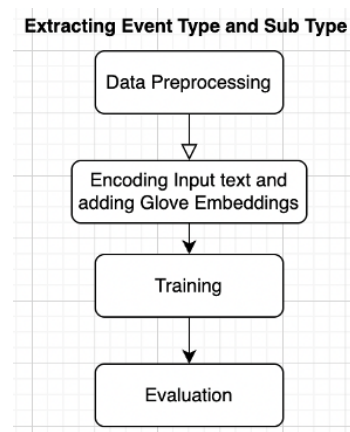 Extracting Event Type and Sub Type
Data Preprocessing
Encoding Input text and
adding Glove Embeddings
Training
Evaluation